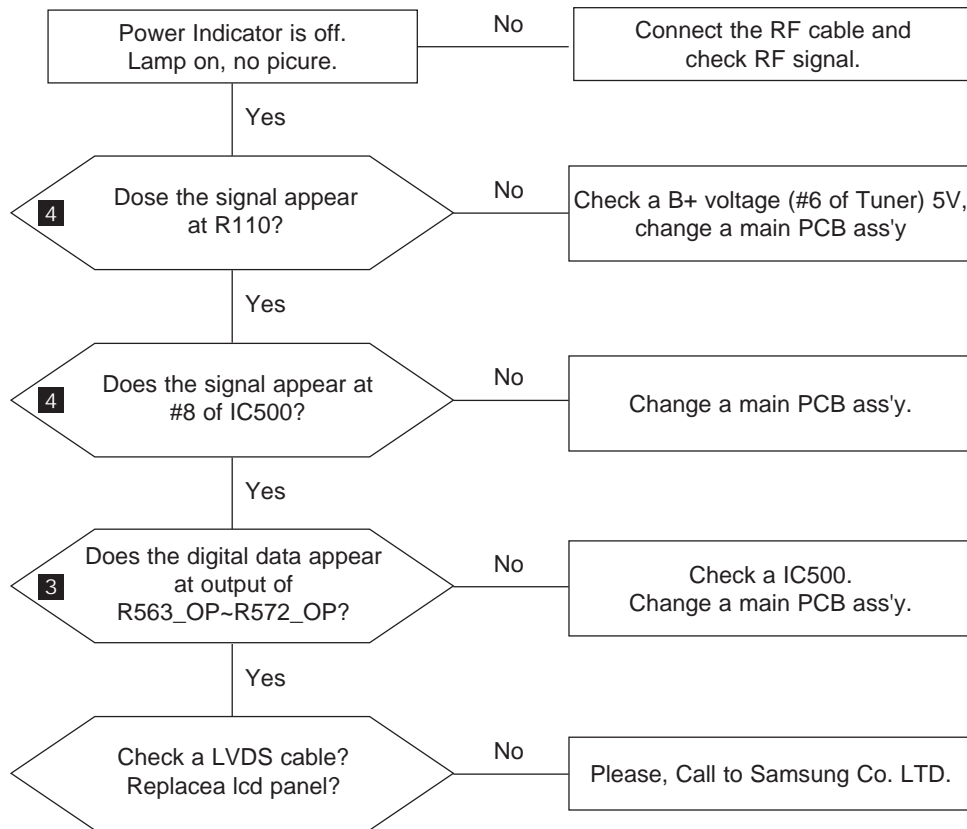 Power Indicator is off.
Lamp on, no picure.
No
Connect the RF cable and
check RF signal.
Yes
4
Dose the signal appear
at R110?
No
Check a B+ voltage (#6 of Tuner) 5V,
change a main PCB ass'y
Yes
4
Does the signal appear at
#8 of IC500?
No
Change a main PCB ass'y.
Yes
3
Does the digital data appear
at output of
R563_OP~R572_OP?
No
Check a IC500.
Change a main PCB ass'y.
Yes
Check a LVDS cable?
Replacea lcd panel?
No
Please, Call to Samsung Co. LTD.